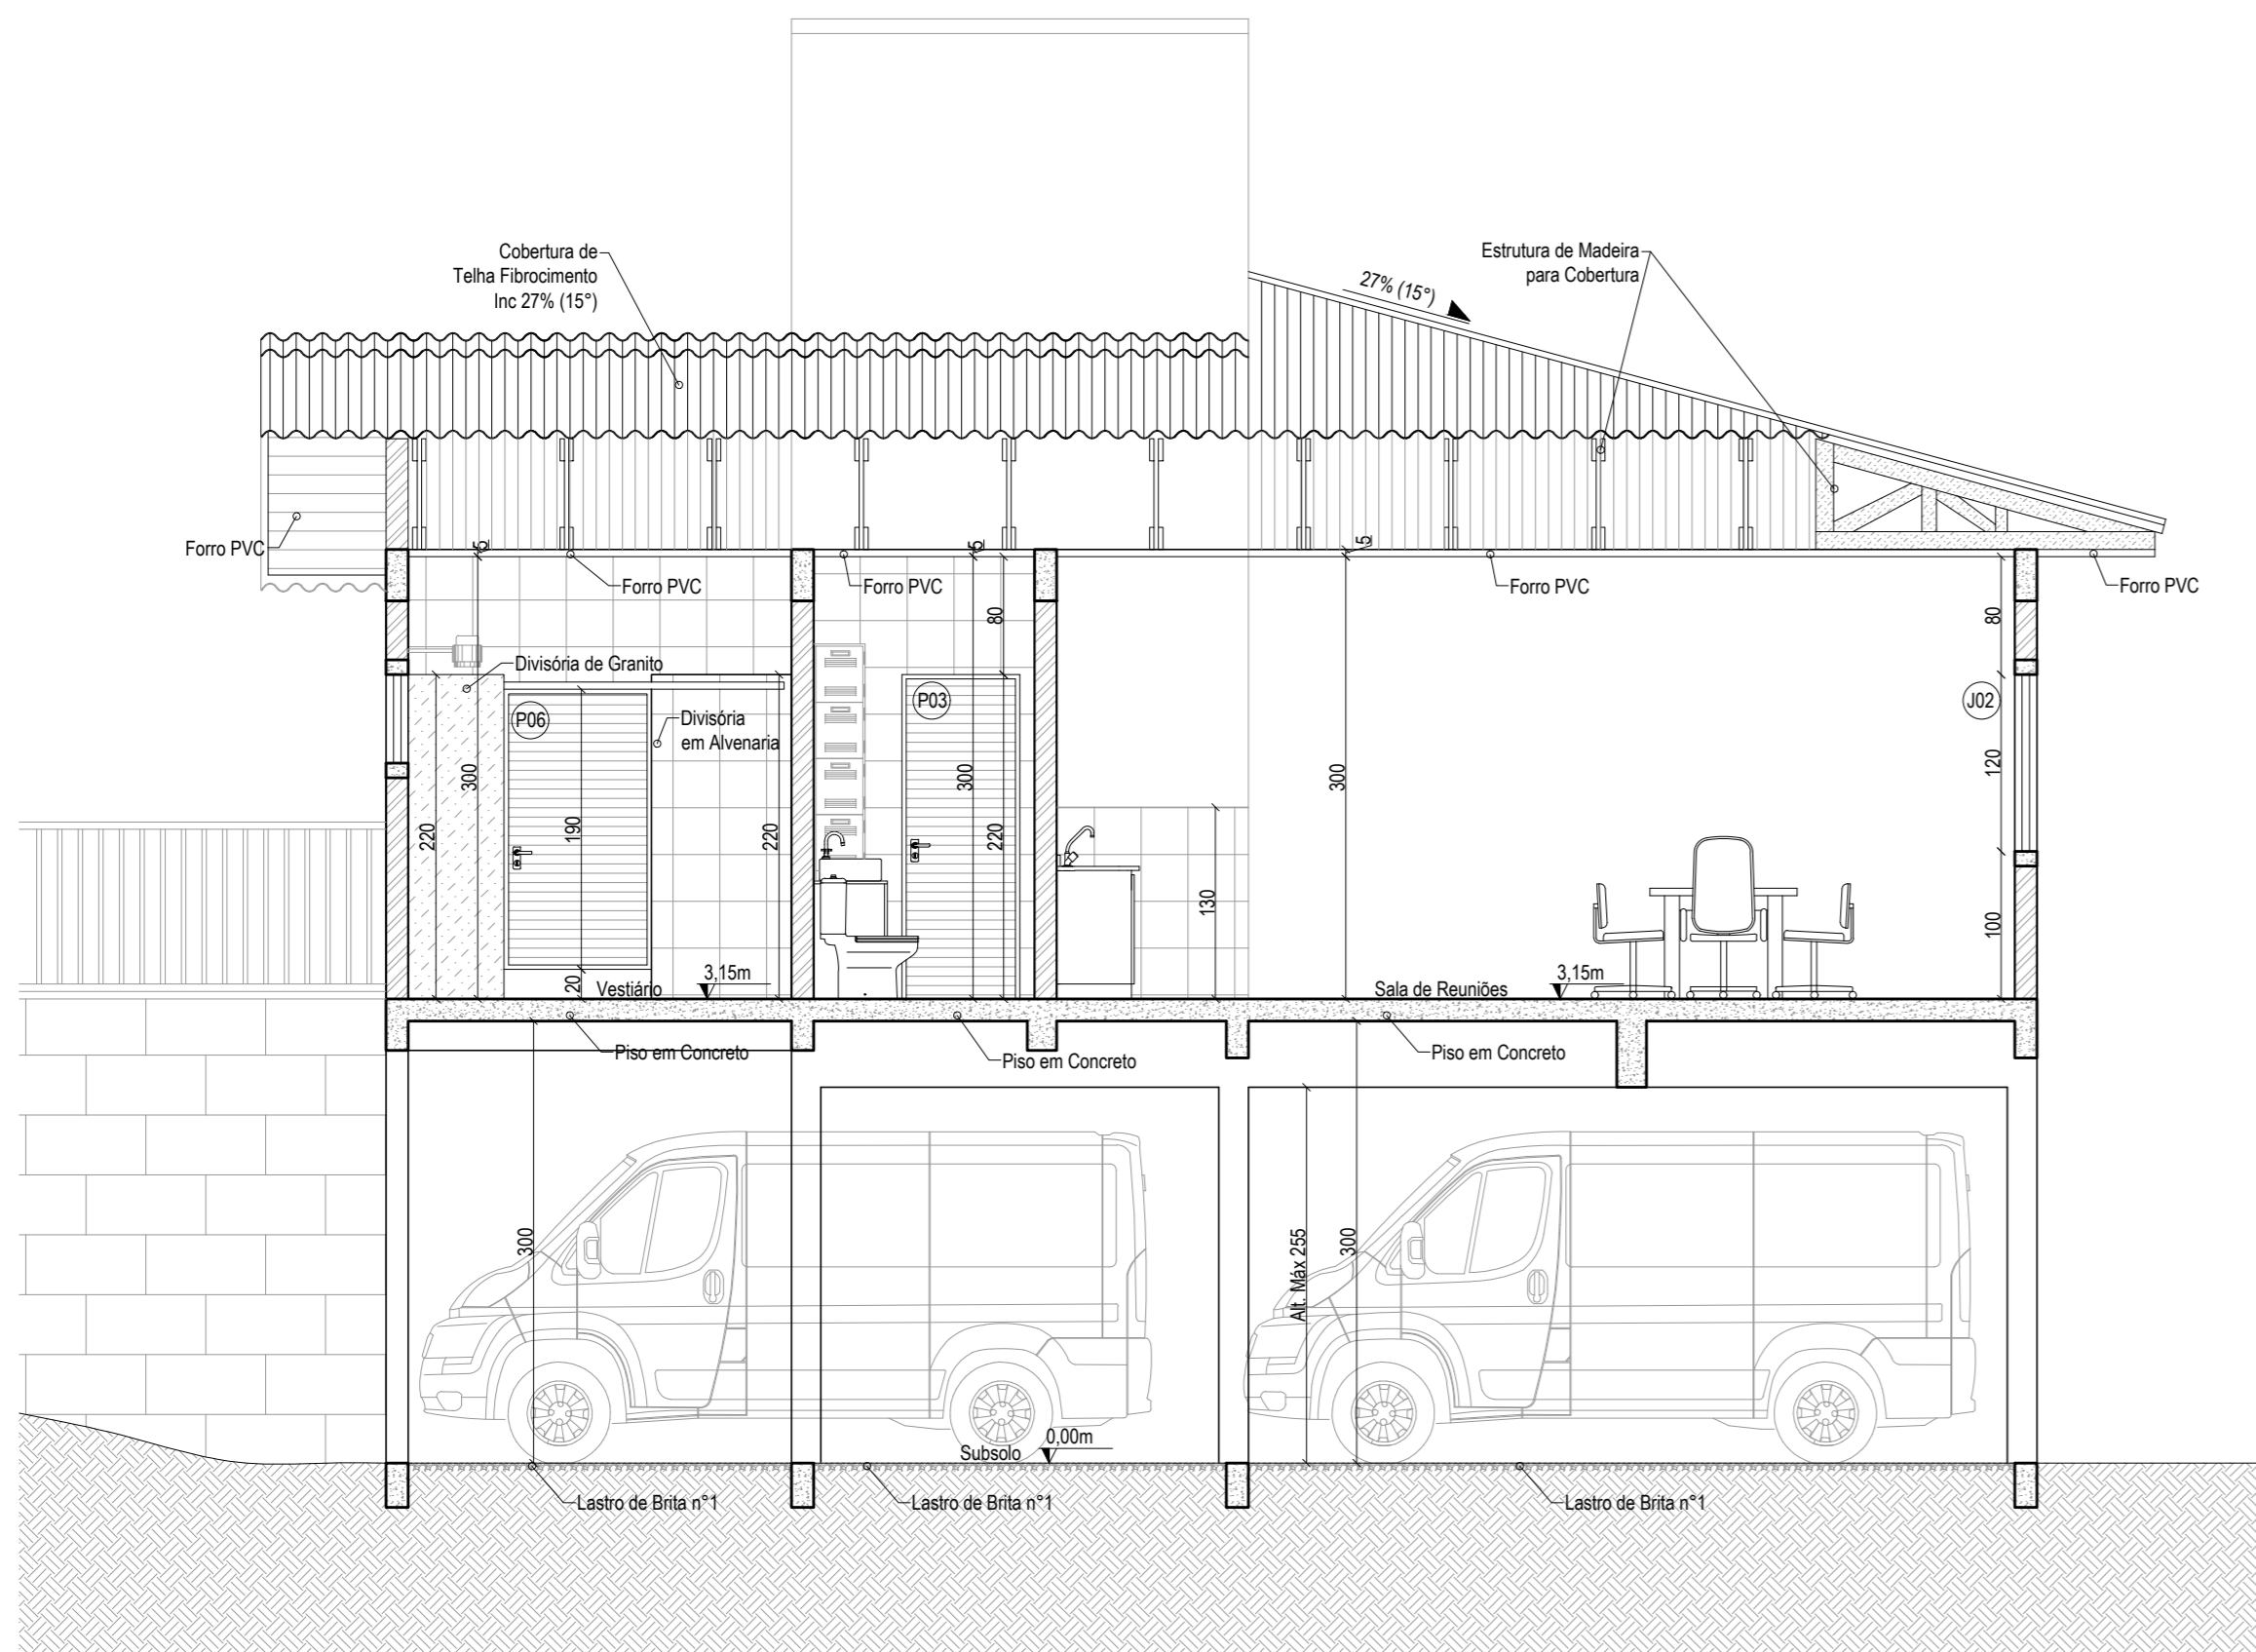 Cobertura de
Telha Fibrocimento
Inc 27% (15°)
27% (15°)
Estrutura de Madeira
para Cobertura
Forro PVC
5
5
5
Forro PVC
Forro PVC
Forro PVC
Forro PVC
80
80
Divisória de Granito
P06
P03
J02
Divisória
em Alvenaria
300
300
300
120
220
190
220
220
130
100
20
Vestiário
3,15m
Sala de Reuniões
3,15m
Piso em Concreto
Piso em Concreto
Piso em Concreto
300
Alt. Máx 255
300
Subsolo
0,00m
Lastro de Brita n°1
Lastro de Brita n°1
Lastro de Brita n°1